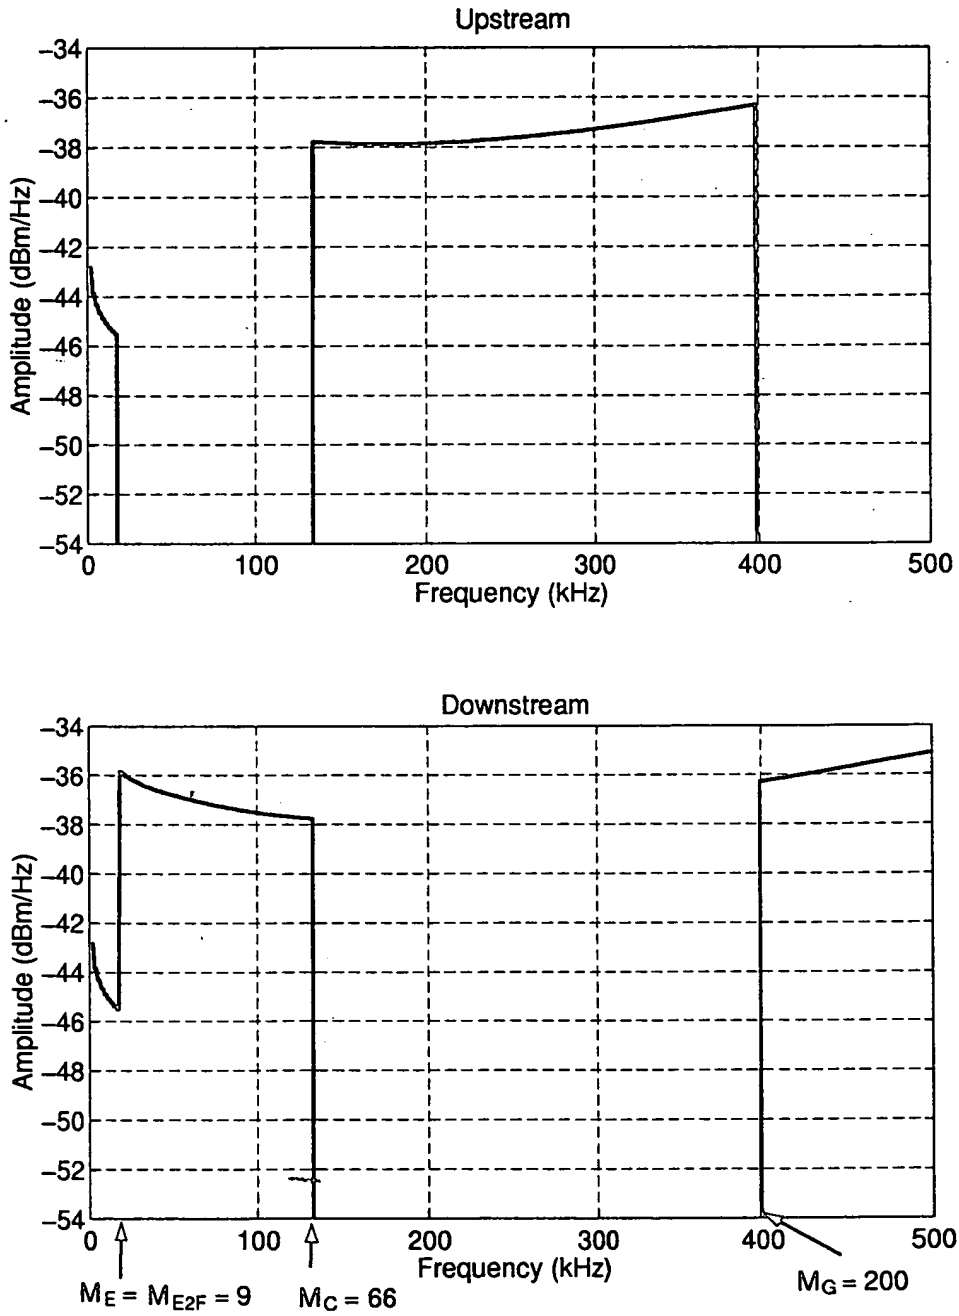 Upstream
−34
−36
−38
−40
−42
−44
−46
−48
−50
−52
−54
Amplitude (dBm/Hz)
0 100 200 300 400 500
Frequency (kHz)
Downstream
−34
−36
−38
−40
−42
−44
−46
−48
−50
−52
−54
Amplitude (dBm/Hz)
0 100 200 300 400 500
Frequency (kHz)
M_E = M_E2F = 9
M_C = 66
M_G = 200